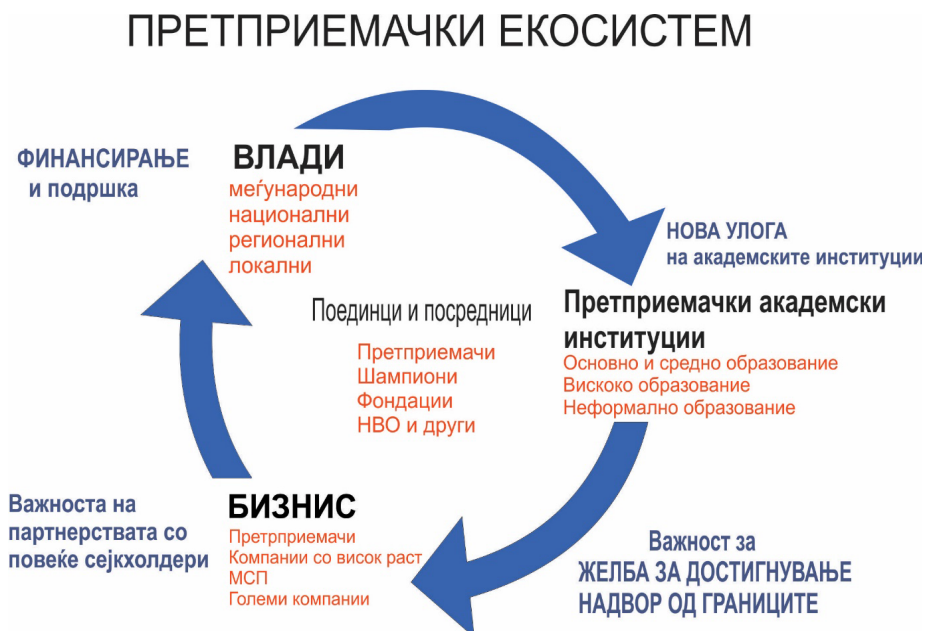 ПРЕТПРИЕМАЧКИ ЕКОСИСТЕМ
ФИНАНСИРАЊЕ
и подршка
ВЛАДИ
меѓународни
национални
регионални
локални
НОВА УЛОГА
на академските институции
Претприемачки академски
институции
Основно и средно образование
Вискоко образование
Неформално образование
Поединци и посредници
Претприемачи
Шампиони
Фондации
НВО и други
Важноста на
партнерствата со
повеќе сејкхолдери
БИЗНИС
Претрприемачи
Компании со висок раст
МСП
Големи компании
Важност за
ЖЕЛБА ЗА ДОСТИГНУВАЊЕ
НАДВОР ОД ГРАНИЦИТЕ